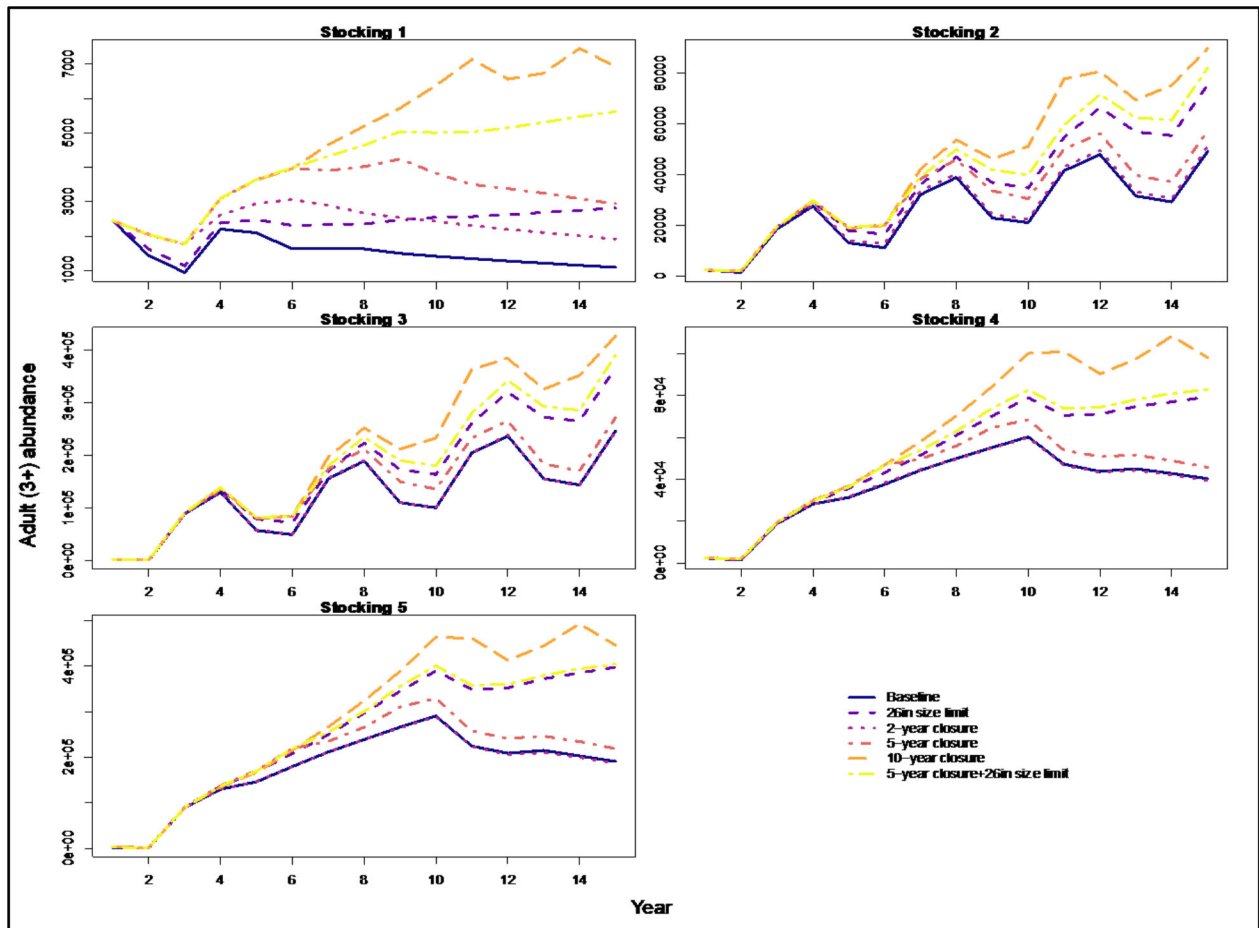 Stocking 1
Stocking 2
7000
5000
3000
1000
2 4 6 8 10 12 14
80000
60000
40000
20000
0
2 4 6 8 10 12 14
Stocking 3
Stocking 4
Adult (3+) abundance
4e+05
3e+05
2e+05
1e+05
0e+00
2 4 6 8 10 12 14
8e+04
4e+04
0e+00
2 4 6 8 10 12 14
Stocking 5
4e+05
2e+05
0e+00
2 4 6 8 10 12 14
Baseline
26in size limit
2-year closure
5-year closure
10-year closure
5-year closure+26in size limit
Year